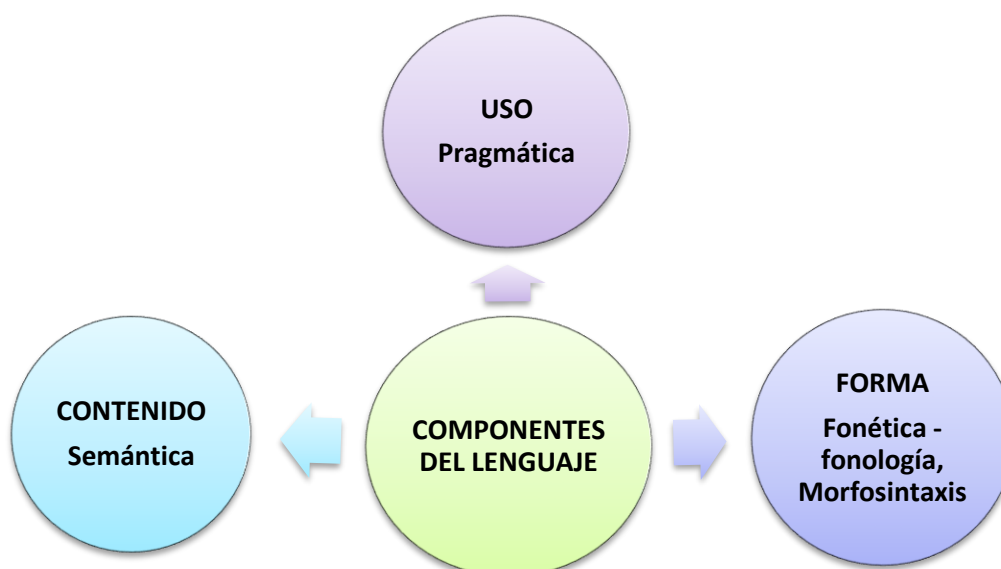 USO
Pragmática
CONTENIDO
Semántica
COMPONENTES
DEL LENGUAJE
FORMA
Fonética -
fonología,
Morfosintaxis